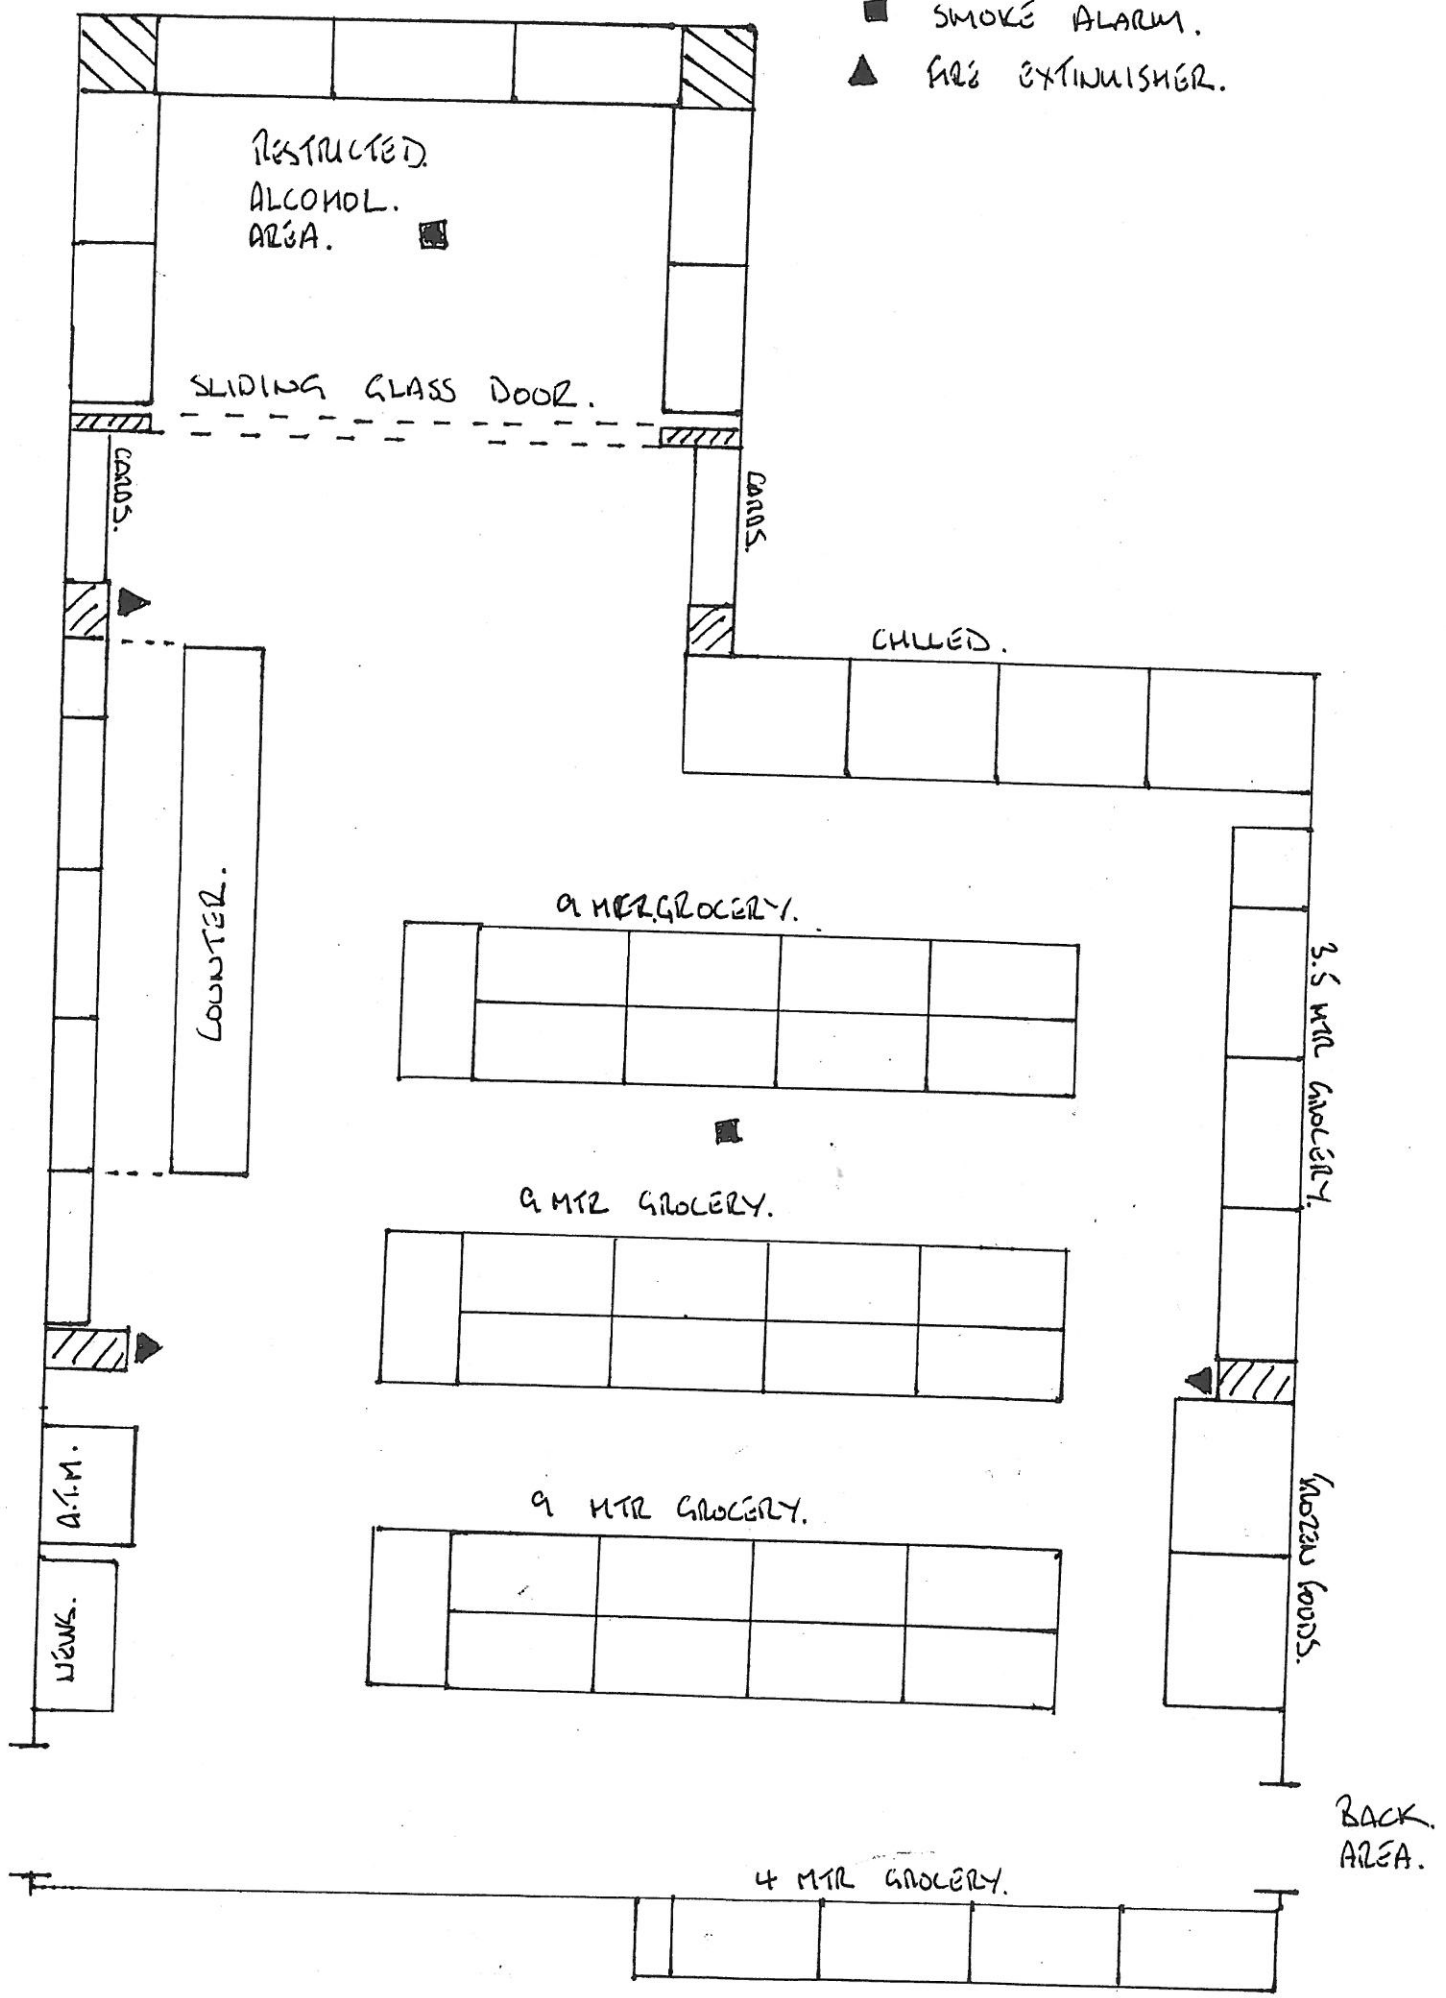 SMOKE ALARM.
FIRE EXTINUISHER.
RESTRICTED.
ALCOHOL.
AREA.
SLIDING GLASS DOOR.
CARDS.
CARDS.
CHILLED.
COUNTER.
9 MTR GROCERY.
3.5 MTR GROCERY.
9 MTR GROCERY.
A.T.M.
9 MTR GROCERY.
FROZEN GOODS.
NEWS.
BACK.
AREA.
4 MTR GROCERY.